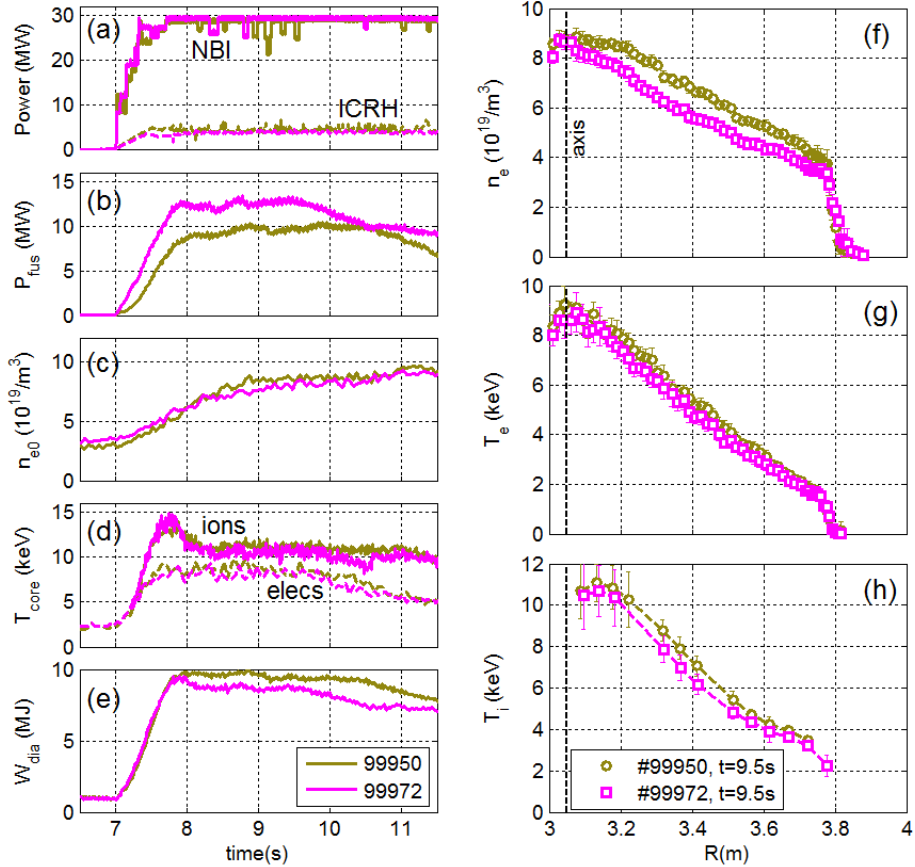 (a)
Power (MW)
30
20
10
0
NBI
ICRH
(b)
P_fus (MW)
15
10
5
0
(c)
n_e0 (10^19/m^3)
10
5
0
(d)
T_core (keV)
15
10
5
0
ions
elecs
(e)
W_dia (MJ)
10
5
0
99950
99972
7 8 9 10 11
time(s)
(f)
n_e (10^19/m^3)
10
8
6
4
2
0
axis
(g)
T_e (keV)
10
8
6
4
2
0
(h)
T_i (keV)
12
10
8
6
4
2
0
#99950, t=9.5s
#99972, t=9.5s
3 3.2 3.4 3.6 3.8 4
R(m)